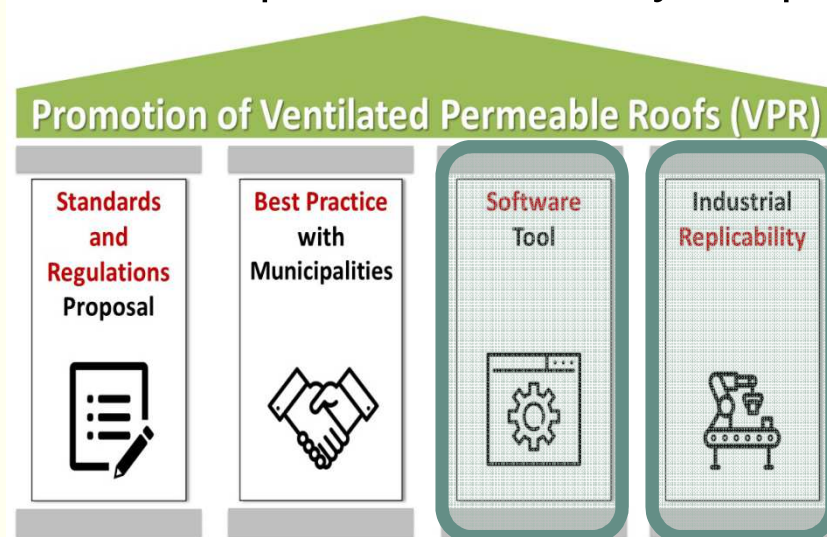 Promotion of Ventilated Permeable Roofs (VPR)
Standards
and
Regulations
Proposal
Best Practice
with
Municipalities
Software
Tool
Industrial
Replicability